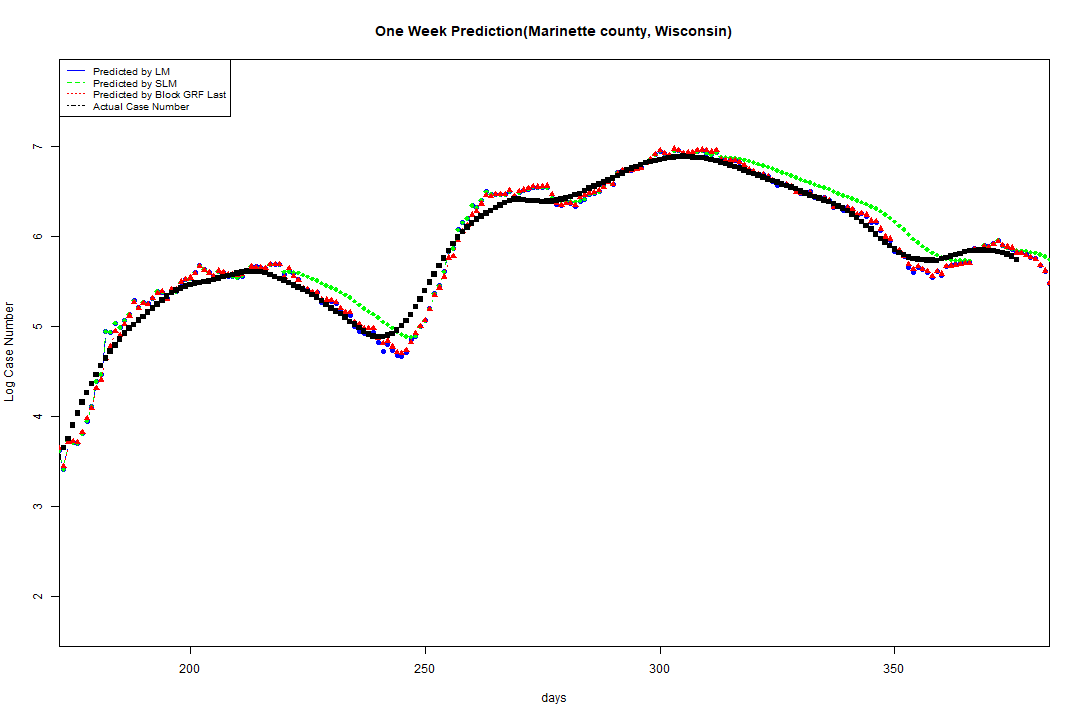 One Week Prediction(Marinette county, Wisconsin)
Predicted by LM
Predicted by SLM
Predicted by Block GRF Last
Actual Case Number
Log Case Number
7
6
5
4
3
2
200
250
300
350
days